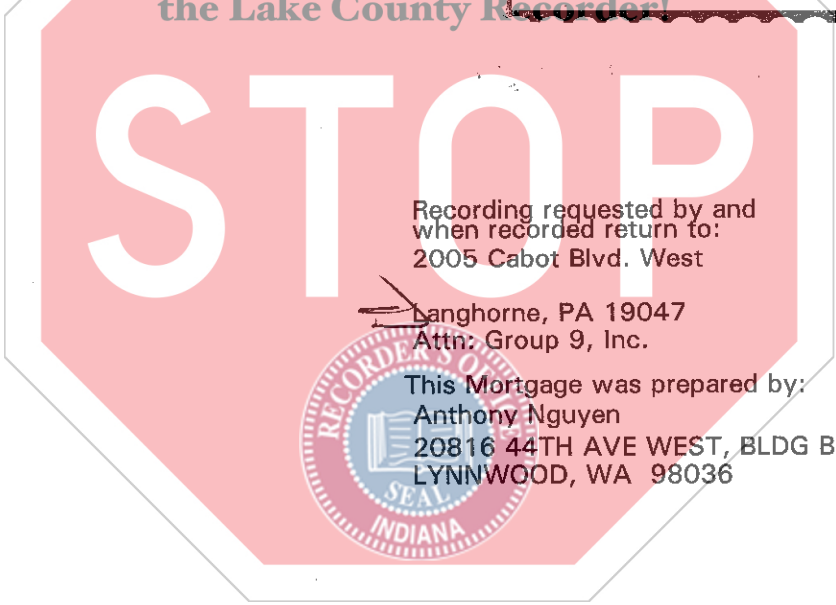 the Lake County Recorder!
STOP
Recording requested by and
when recorded return to:
2005 Cabot Blvd. West
Langhorne, PA 19047
Attn: Group 9, Inc.
This Mortgage was prepared by:
Anthony Nguyen
20816 44TH AVE WEST, BLDG B
LYNNWOOD, WA 98036
RECORDER'S OFFICE
SEAL
INDIANA